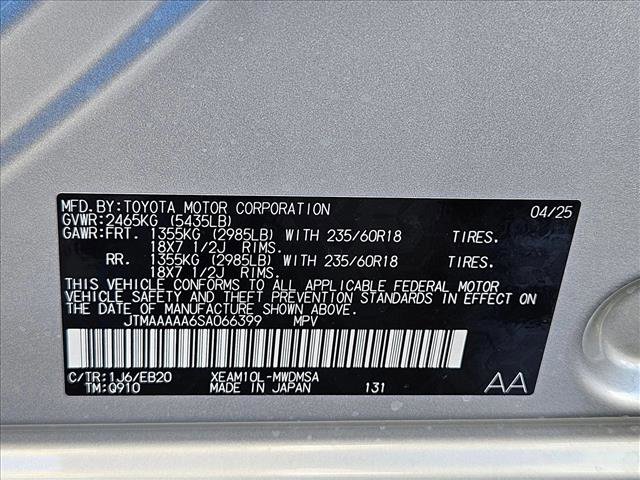 MFD.BY:TOYOTA MOTOR CORPORATION 04/25
GVWR:2465KG (5435LB)
GAWR:FRT. 1355KG (2985LB) WITH 235/60R18 TIRES.
18X7 1/2J RIMS.
RR. 1355KG (2985LB) WITH 235/60R18 TIRES.
18X7 1/2J RIMS.
THIS VEHICLE CONFORMS TO ALL APPLICABLE FEDERAL MOTOR
VEHICLE SAFETY AND THEFT PREVENTION STANDARDS IN EFFECT ON
THE DATE OF MANUFACTURE SHOWN ABOVE.
JTMAAAAA6SA066399 MPV
C/TR:1J6/EB20 XEAM10L-MWDMSA
TM:Q910 MADE IN JAPAN 131 AA